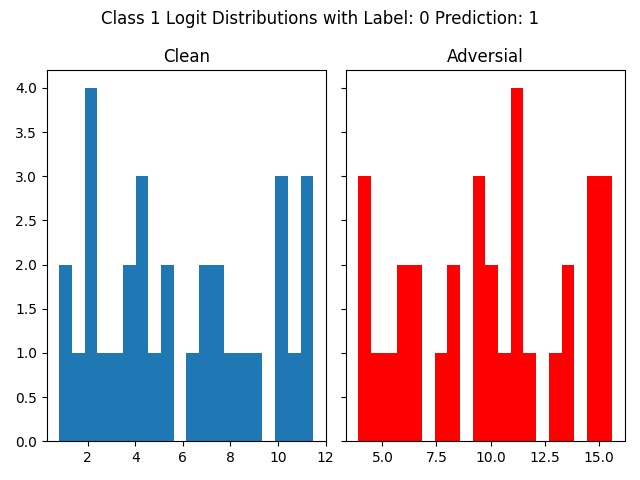 Class 1 Logit Distributions with Label: 0 Prediction: 1
Clean
Adversial
4.0
3.5
3.0
2.5
2.0
1.5
1.0
0.5
0.0
2 4 6 8 10 12
5.0 7.5 10.0 12.5 15.0